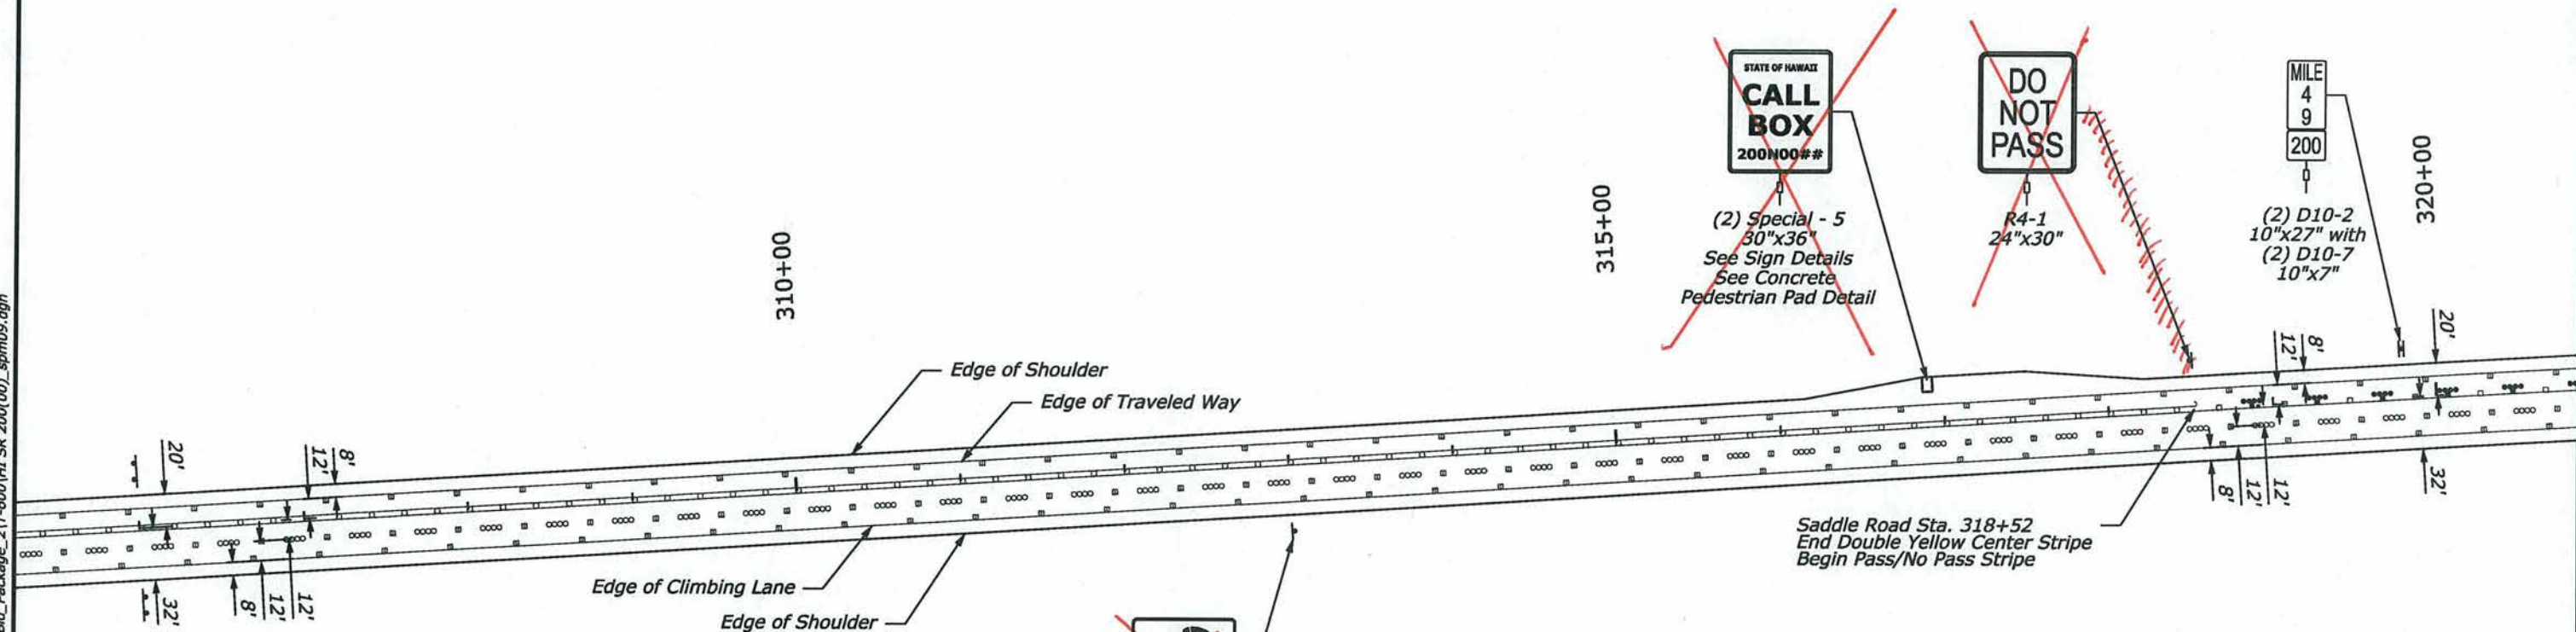 STATE OF HAWAII
CALL
BOX
200N00##
(2) Special - 5
30"x36"
See Sign Details
See Concrete
Pedestrian Pad Detail
DO
NOT
PASS
R4-1
24"x30"
MILE
4
9
200
(2) D10-2
10"x27" with
(2) D10-7
10"x7"
310+00
315+00
320+00
Edge of Shoulder
Edge of Traveled Way
20'
12'
8'
12'
8'
20'
32'
8'
12'
12'
8'
12'
12'
32'
Edge of Climbing Lane
Edge of Shoulder
Saddle Road Sta. 318+52
End Double Yellow Center Stripe
Begin Pass/No Pass Stripe